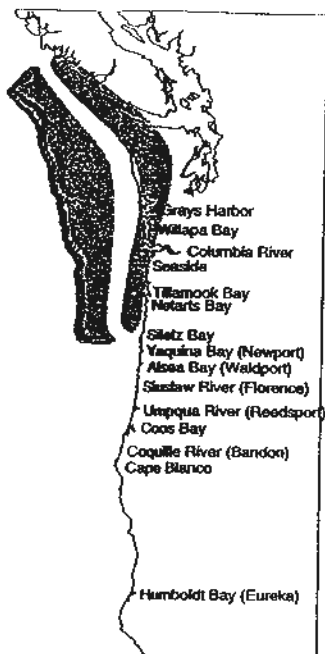 Grays Harbor
Willapa Bay
Columbia River
Seaside
Tillamook Bay
Netarts Bay
Siletz Bay
Yaquina Bay (Newport)
Alsea Bay (Waldport)
Siuslaw River (Florence)
Umpqua River (Reedsport)
Coos Bay
Coquille River (Bandon)
Cape Blanco
Humboldt Bay (Eureka)